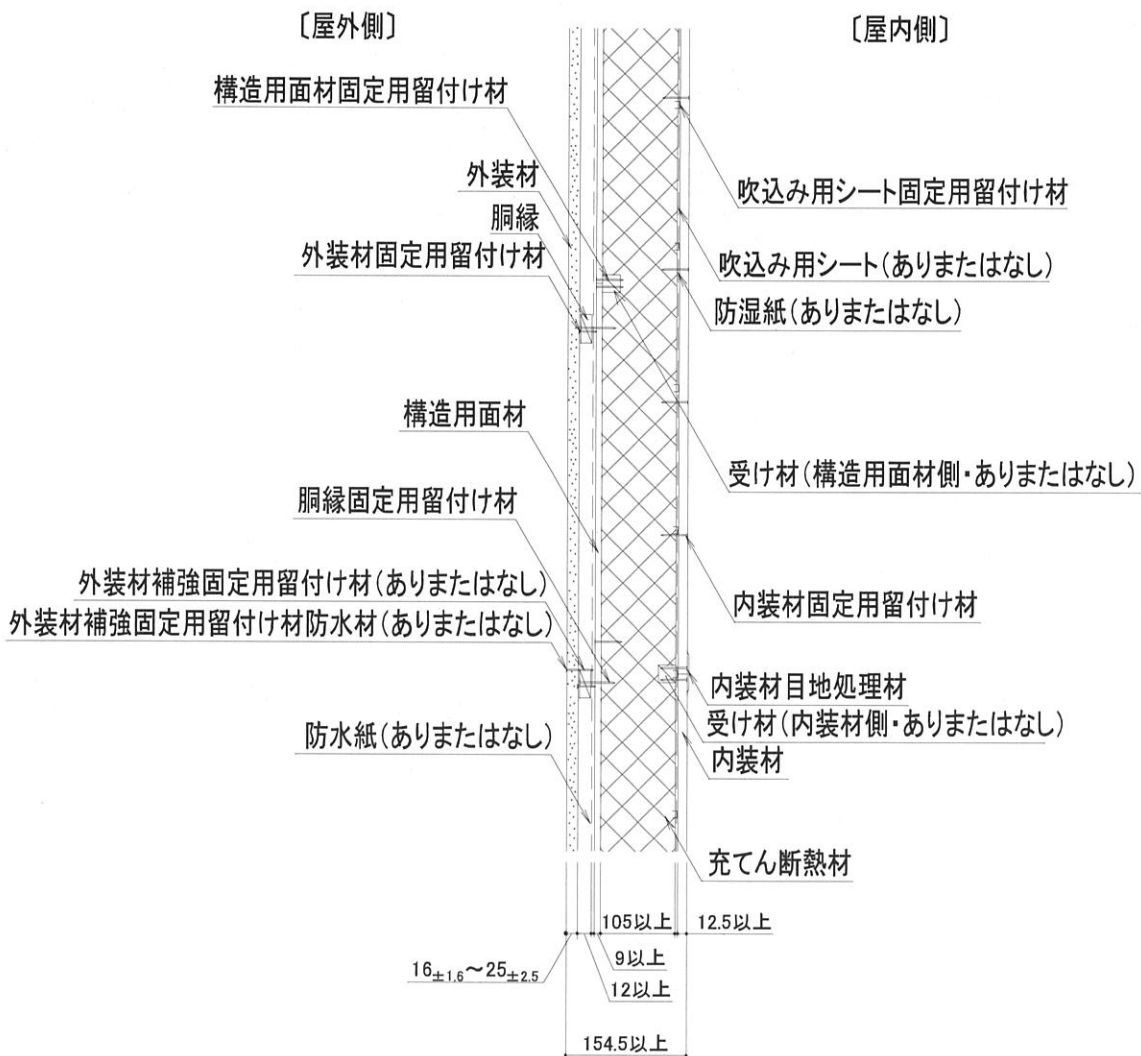 〔屋外側〕
〔屋内側〕
構造用面材固定用留付け材
外装材
胴縁
外装材固定用留付け材
構造用面材
胴縁固定用留付け材
外装材補強固定用留付け材(ありまたはなし)
外装材補強固定用留付け材防水材(ありまたはなし)
防水紙(ありまたはなし)
吹込み用シート固定用留付け材
吹込み用シート(ありまたはなし)
防湿紙(ありまたはなし)
受け材(構造用面材側・ありまたはなし)
内装材固定用留付け材
内装材目地処理材
受け材(内装材側・ありまたはなし)
内装材
充てん断熱材
105以上
12.5以上
9以上
16±1.6～25±2.5
12以上
154.5以上